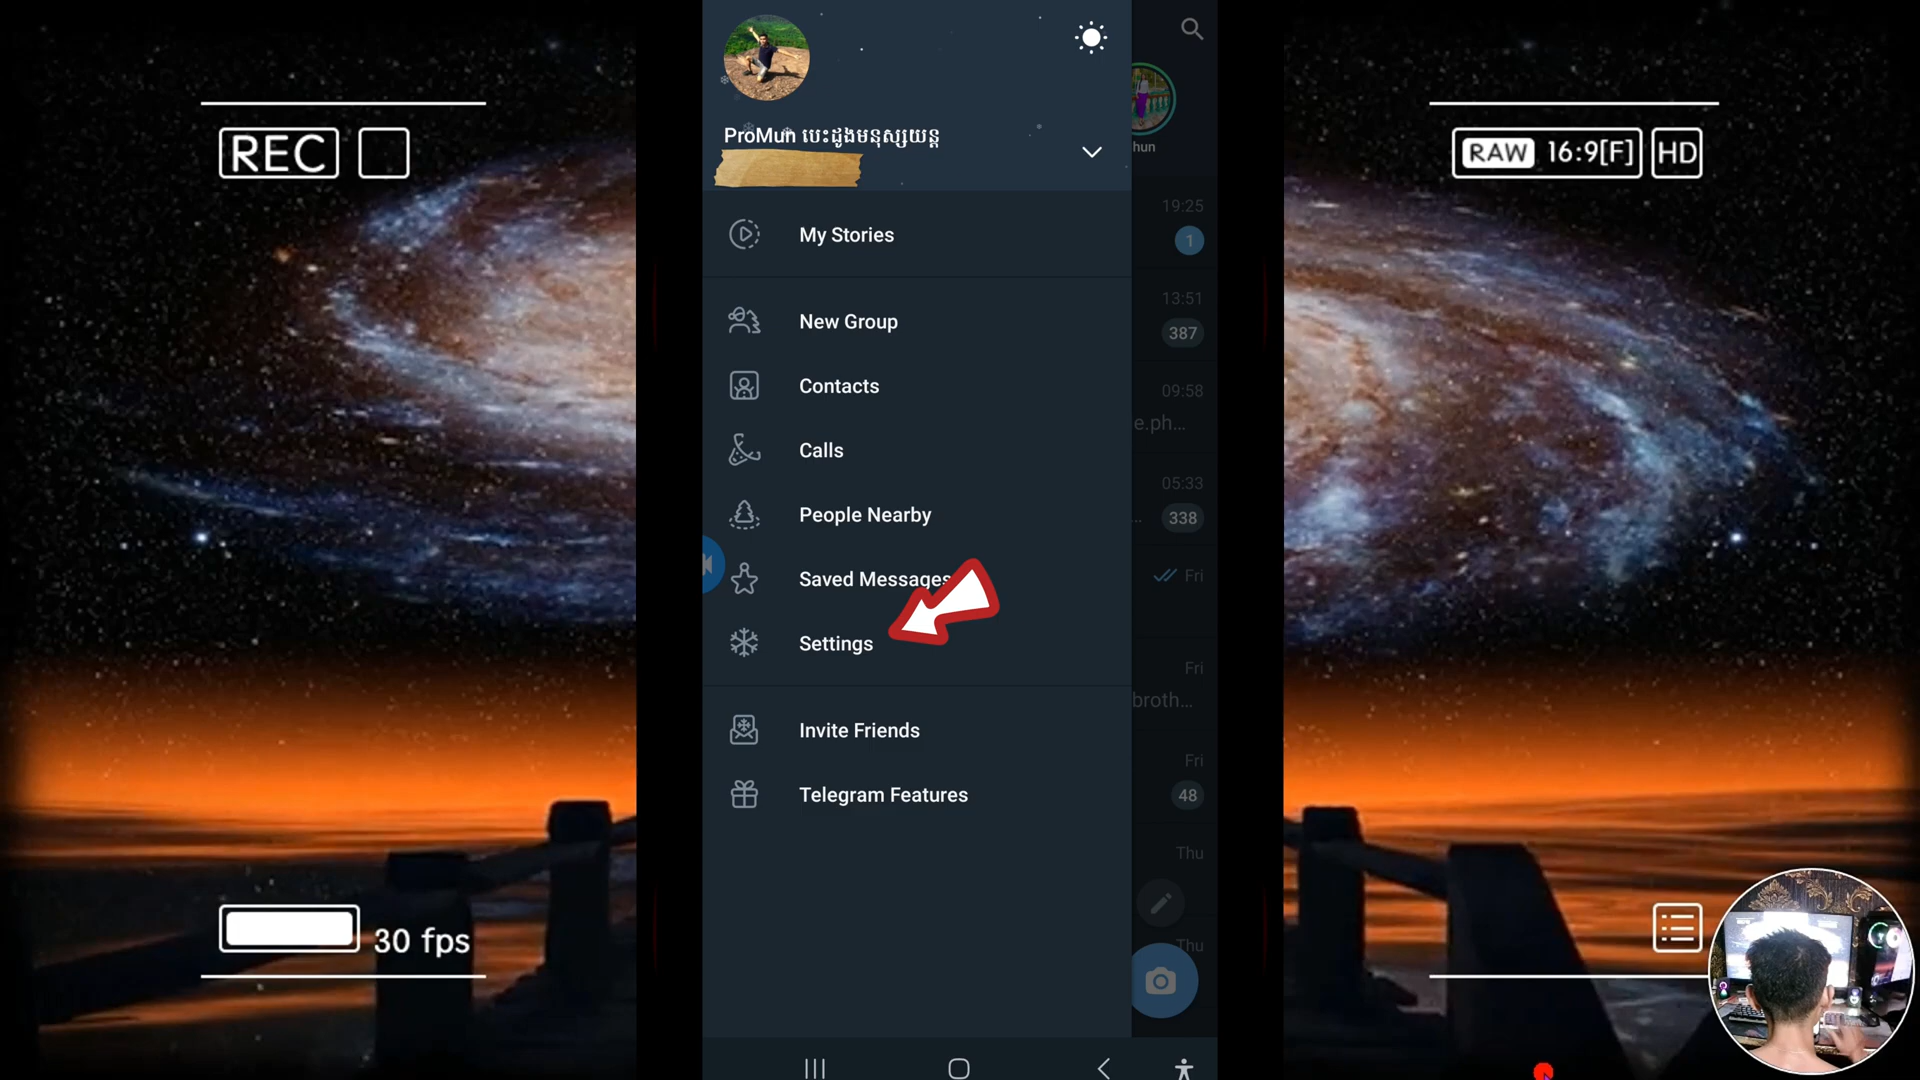 REC
RAW 16:9[F] HD
ProMun បេះដូងមនុស្សយន្ត
hun
My Stories
19:25
1
New Group
13:51
387
Contacts
09:58
e.ph...
Calls
05:33
People Nearby
... 338
Saved Messages
Fri
Settings
Fri
broth...
Invite Friends
Fri
Telegram Features
48
Thu
30 fps
Thu